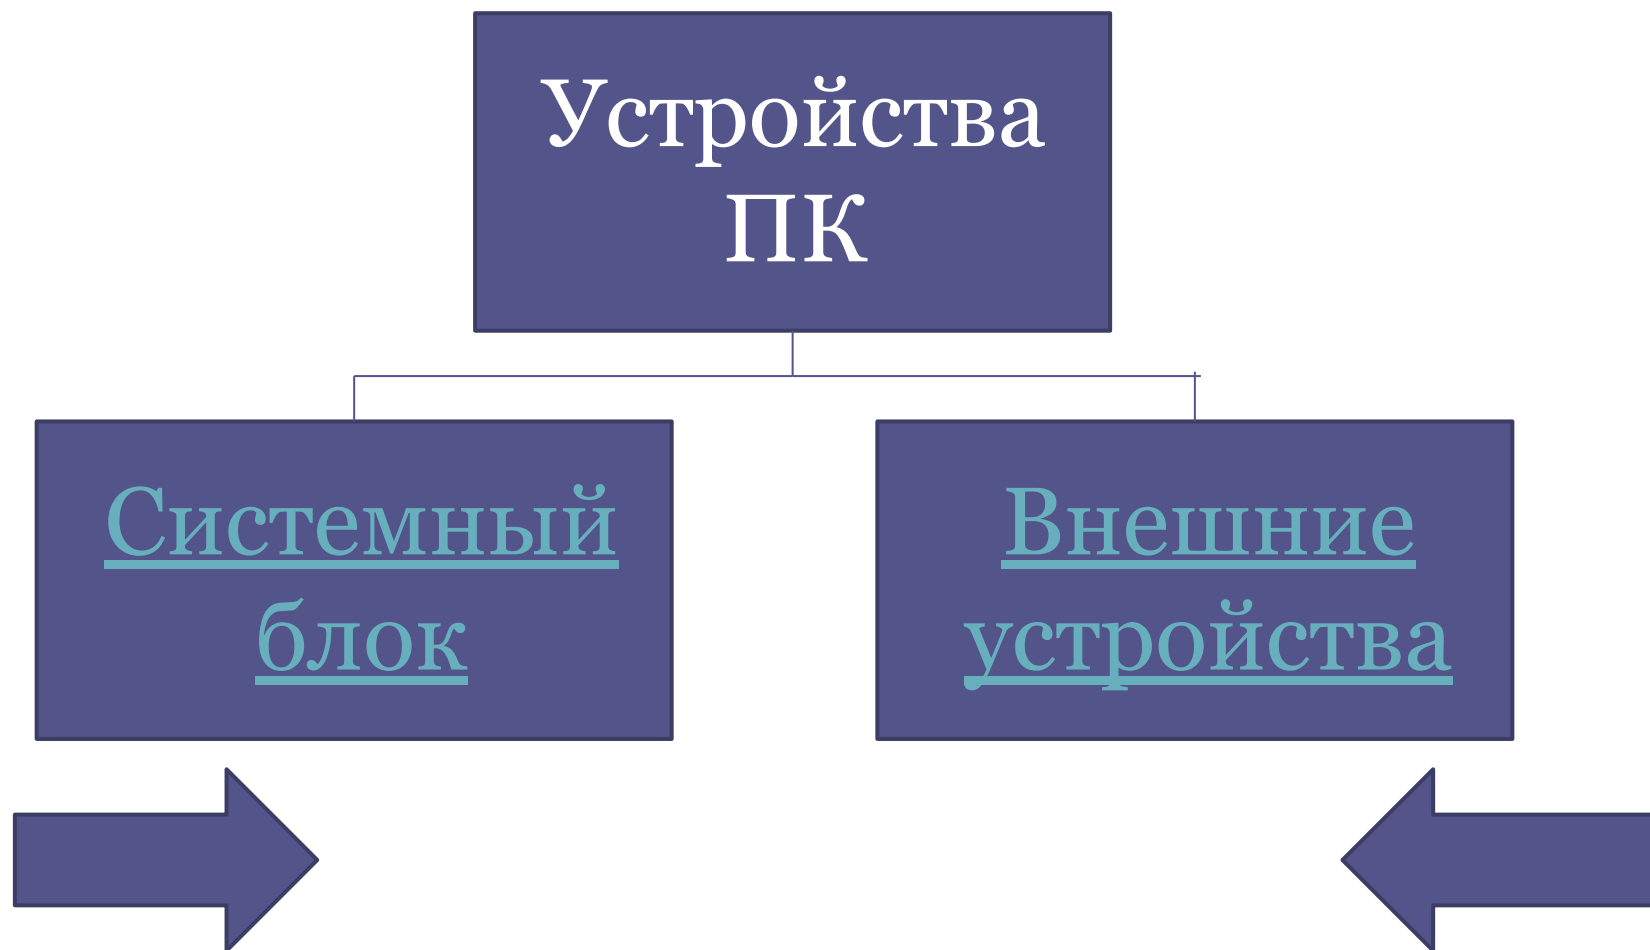 Устройства
ПК
Системный
блок
Внешние
устройства